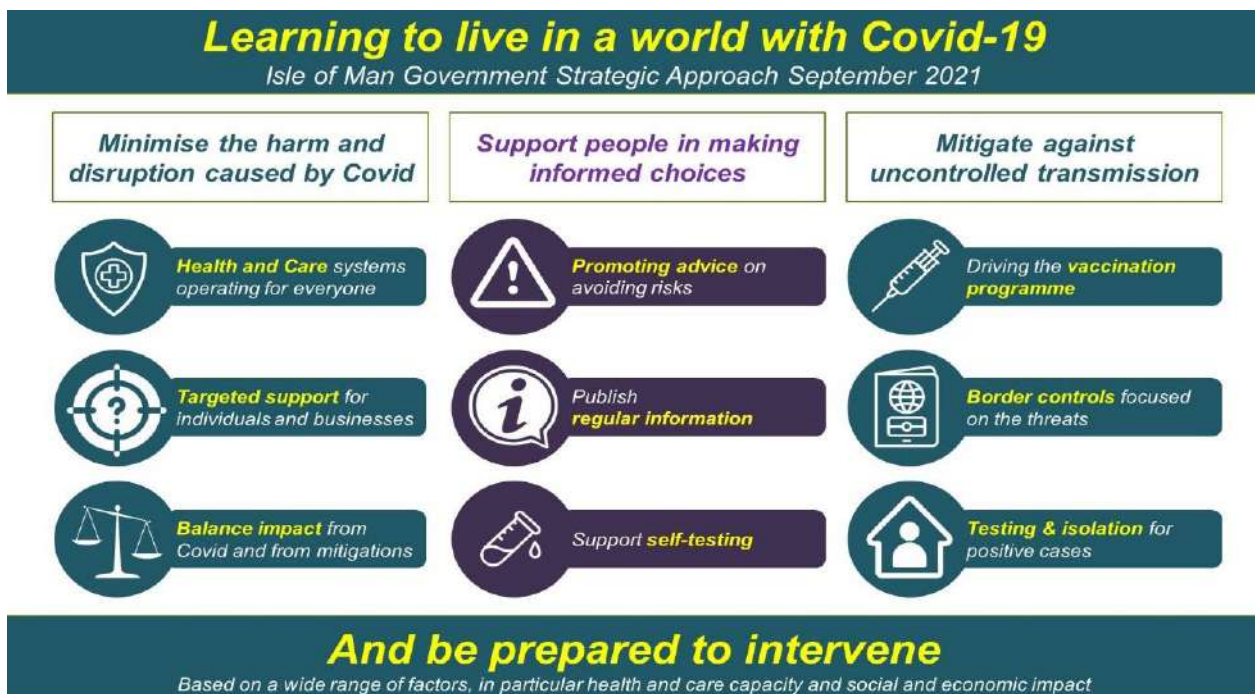 Learning to live in a world with Covid-19
Isle of Man Government Strategic Approach September 2021
Minimise the harm and
disruption caused by Covid
Health and Care systems
operating for everyone
Targeted support for
individuals and businesses
Balance impact from
Covid and from mitigations
Support people in making
informed choices
Promoting advice on
avoiding risks
Publish
regular information
Support self-testing
Mitigate against
uncontrolled transmission
Driving the vaccination
programme
Border controls focused
on the threats
Testing & isolation for
positive cases
And be prepared to intervene
Based on a wide range of factors, in particular health and care capacity and social and economic impact